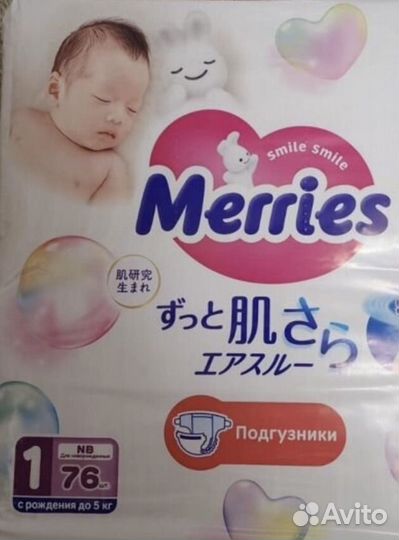 smile smile
Merries
肌研究
生まれ
ずっと肌さら
エアスルー
Подгузники
1
NB
Для новорожденных
76 шт.
с рождения до 5 кг
Avito